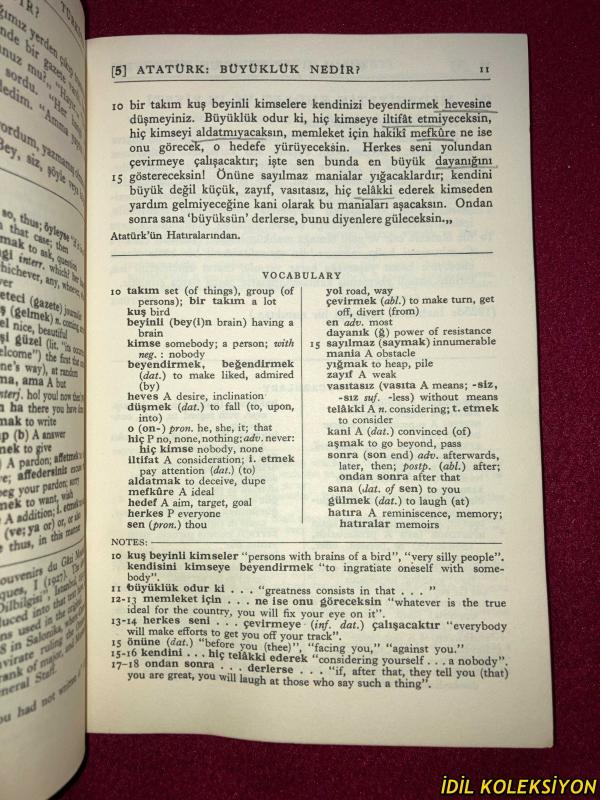 [5] ATATÜRK: BÜYÜKLÜK NEDİR? 11
10 bir takım kuş beyinli kimselere kendinizi beyendirmek hevesine
düşmeyiniz. Büyüklük odur ki, hiç kimseye iltifât etmiyeceksin,
hiç kimseyi aldatmıyacaksın, memleket için hakikî mefkûre ne ise
onu görecek, o hedefe yürüyeceksin. Herkes seni yolundan
çevirmeye çalışacaktır; işte sen bunda en büyük dayanığını
15 göstereceksin! Önüne sayılmaz manialar yığacaklardır; kendini
büyük değil küçük, zayıf, vasıtasız, hiç telâkki ederek kimseden
yardım gelmiyeceğine kani olarak bu maniaları aşacaksın. Ondan
sonra sana ‘büyüksün’ derlerse, bunu diyenlere güleceksin.„
Atatürk'ün Hatıralarından.
VOCABULARY
10 takım set (of things), group (of
persons); bir takım a lot
kuş bird
beyinli (bey(i)n brain) having a
brain
kimse somebody; a person; with
neg. : nobody
beyendirmek, beğendirmek
(dat.) to make liked, admired
(by)
heves A desire, inclination
düşmek (dat.) to fall (to, upon,
into)
o (on-) pron. he, she, it; that
hiç P no, none, nothing; adv. never:
hiç kimse nobody, none
iltifat A consideration; i. etmek
pay attention (dat.) (to)
aldatmak to deceive, dupe
mefkûre A ideal
hedef A aim, target, goal
herkes P everyone
sen (pron.) thou
yol road, way
çevirmek (abl.) to make turn, get
off, divert (from)
en adv. most
dayanık (ğ) power of resistance
15 sayılmaz (saymak) innumerable
mania A obstacle
yığmak to heap, pile
zayıf A weak
vasıtasız (vasıta A means; -siz,
-sız suf. -less) without means
telâkki A n. considering; t. etmek
to consider
kani A (dat.) convinced (of)
aşmak to go beyond, pass
sonra (son end) adv. afterwards,
later, then; postp. (abl.) after;
ondan sonra after that
sana (dat. of sen) to you
gülmek (dat.) to laugh (at)
hatıra A reminiscence, memory;
hatıralar memoirs
NOTES:
10 kuş beyinli kimseler “persons with brains of a bird”, “very silly people”.
kendisini kimseye beyendirmek “to ingratiate oneself with some-
body”.
11 büyüklük odur ki . . . “greatness consists in that . . . ”
12-13 memleket için . . . ne ise onu göreceksin “whatever is the true
ideal for the country, you will fix your eye on it”.
13-14 herkes seni . . . çevirmeye (inf. dat.) çalışacaktır “everybody
will make efforts to get you off your track”.
15 önüne (dat.) “before you (thee)”, “facing you,” “against you.”
15-16 kendini . . . hiç telâkki ederek “considering yourself . . . a nobody”.
17-18 ondan sonra . . . derlerse . . . “if, after that, they tell you (that)
you are great, you will laugh at those who say such a thing”.
İDİL KOLEKSİYON